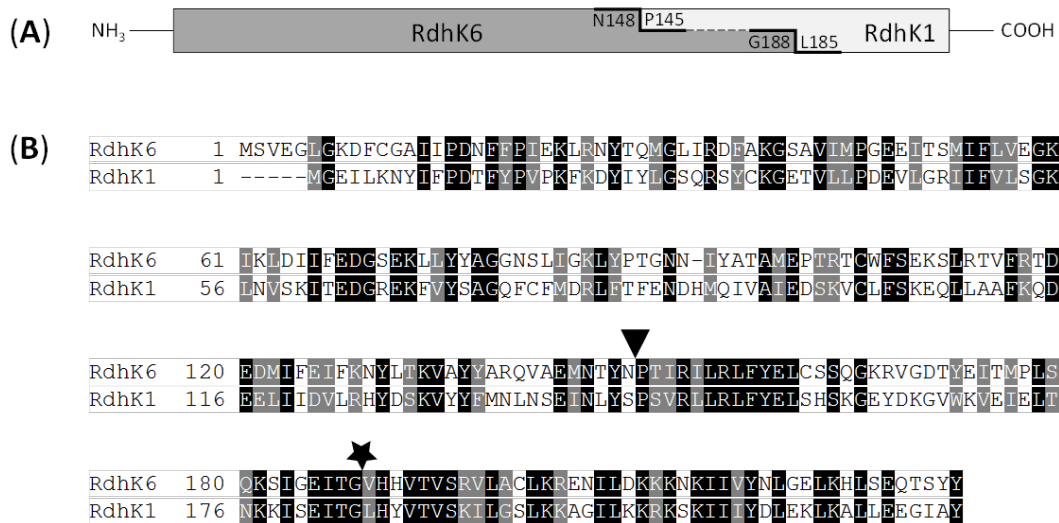 (A)
NH3
RdhK6
N148
P145
G188
L185
RdhK1
COOH
(B)
RdhK6 1 MSVEGLGKDFCGAIIPDNFFPIEKLRNYTQMGLIRDFAKGSAVIMPGEEITSMIFLVEGK
RdhK1 1 -----MGEILKNYIFPDTFYPVPKFKDYIYLGSQRSYCKGETVLLPDEVLGRIIFVLSGK
RdhK6 61 IKLDIIFEDGSEKLLYYAGGNSLIGKLYPTGNN-IYATAMEPTRTCWFSEKSLRTVFRTD
RdhK1 56 LNVSKITEDGREKFVYSAGQFCFMDRLFTFENDHMQIVAIEDSKVCLFSKEQLLAAFKQD
RdhK6 120 EDMIFEIFKNYLTKVAYYARQVAEMNTYNPTIRILRLFYELCSSQGKRVGDTYEITMPLS
RdhK1 116 EELIIDVLRHYDSKVYYFMNLNSEINLYSPSVRLLRLFYELSHSKGEYDKGVWKVEIELT
RdhK6 180 QKSIGEITGVHHVTVSRVLACLKRENILDKKKNKIIVYNLGELKHLSEQTSYY
RdhK1 176 NKKISEITGLHYVTVSKILGSLKKAGILKKRKSKIIIYDLEKLKALLEEGIAY